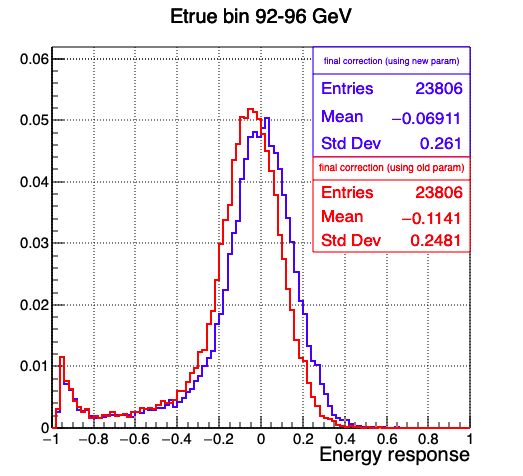 Etrue bin 92-96 GeV
final correction (using new param)
Entries 23806
Mean −0.06911
Std Dev 0.261
final correction (using old param)
Entries 23806
Mean −0.1141
Std Dev 0.2481
0.06
0.05
0.04
0.03
0.02
0.01
0
−1 −0.8 −0.6 −0.4 −0.2 0 0.2 0.4 0.6 0.8 1
Energy response